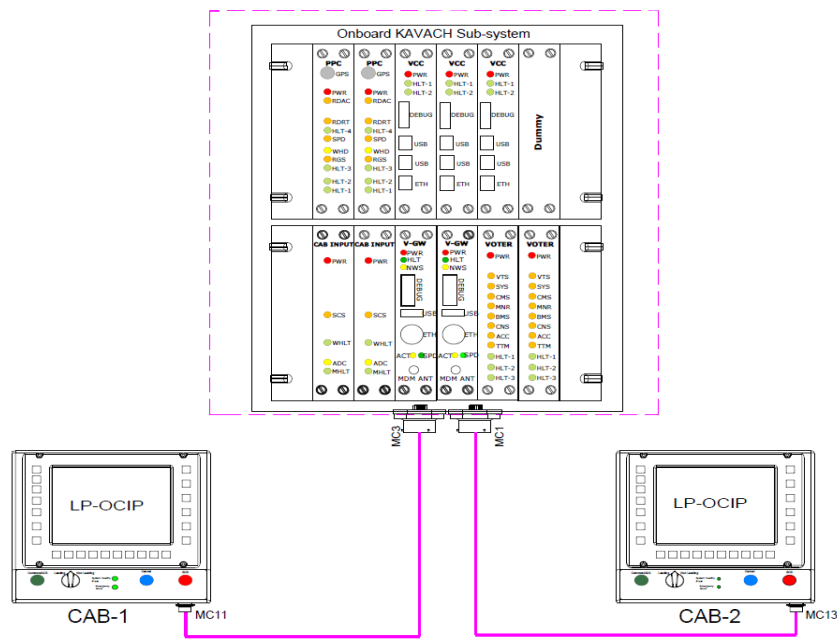 Onboard KAVACH Sub-system
PPC PPC VCC VCC VCC
GPS GPS PWR PWR PWR
HLT-1 HLT-1 HLT-1
PWR PWR HLT-2 HLT-2 HLT-2
RDAC RDAC
DEBUG DEBUG DEBUG
RDRT RDRT
HLT-4 HLT-4
SPD SPD USB USB USB
WHD WHD
RGS RGS USB USB USB
HLT-3 HLT-3
HLT-2 HLT-2 ETH ETH ETH
HLT-1 HLT-1
Dummy
CAB INPUT CAB INPUT V-GW V-GW VOTER VOTER
PWR PWR PWR PWR PWR PWR
HLT HLT
NWS NWS
VTS VTS
DEBUG DEBUG SYS SYS
CMS CMS
MNR MNR
SCS SCS USB USB BMS BMS
CNS CNS
WHLT WHLT ETH ETH ACC ACC
TTM TTM
ADC ADC ACT SPD ACT SPD HLT-1 HLT-1
MHLT MHLT HLT-2 HLT-2
MDM ANT MDM ANT HLT-3 HLT-3
MC3 MC1
LP-OCIP LP-OCIP
CAB-1 MC11 CAB-2 MC13